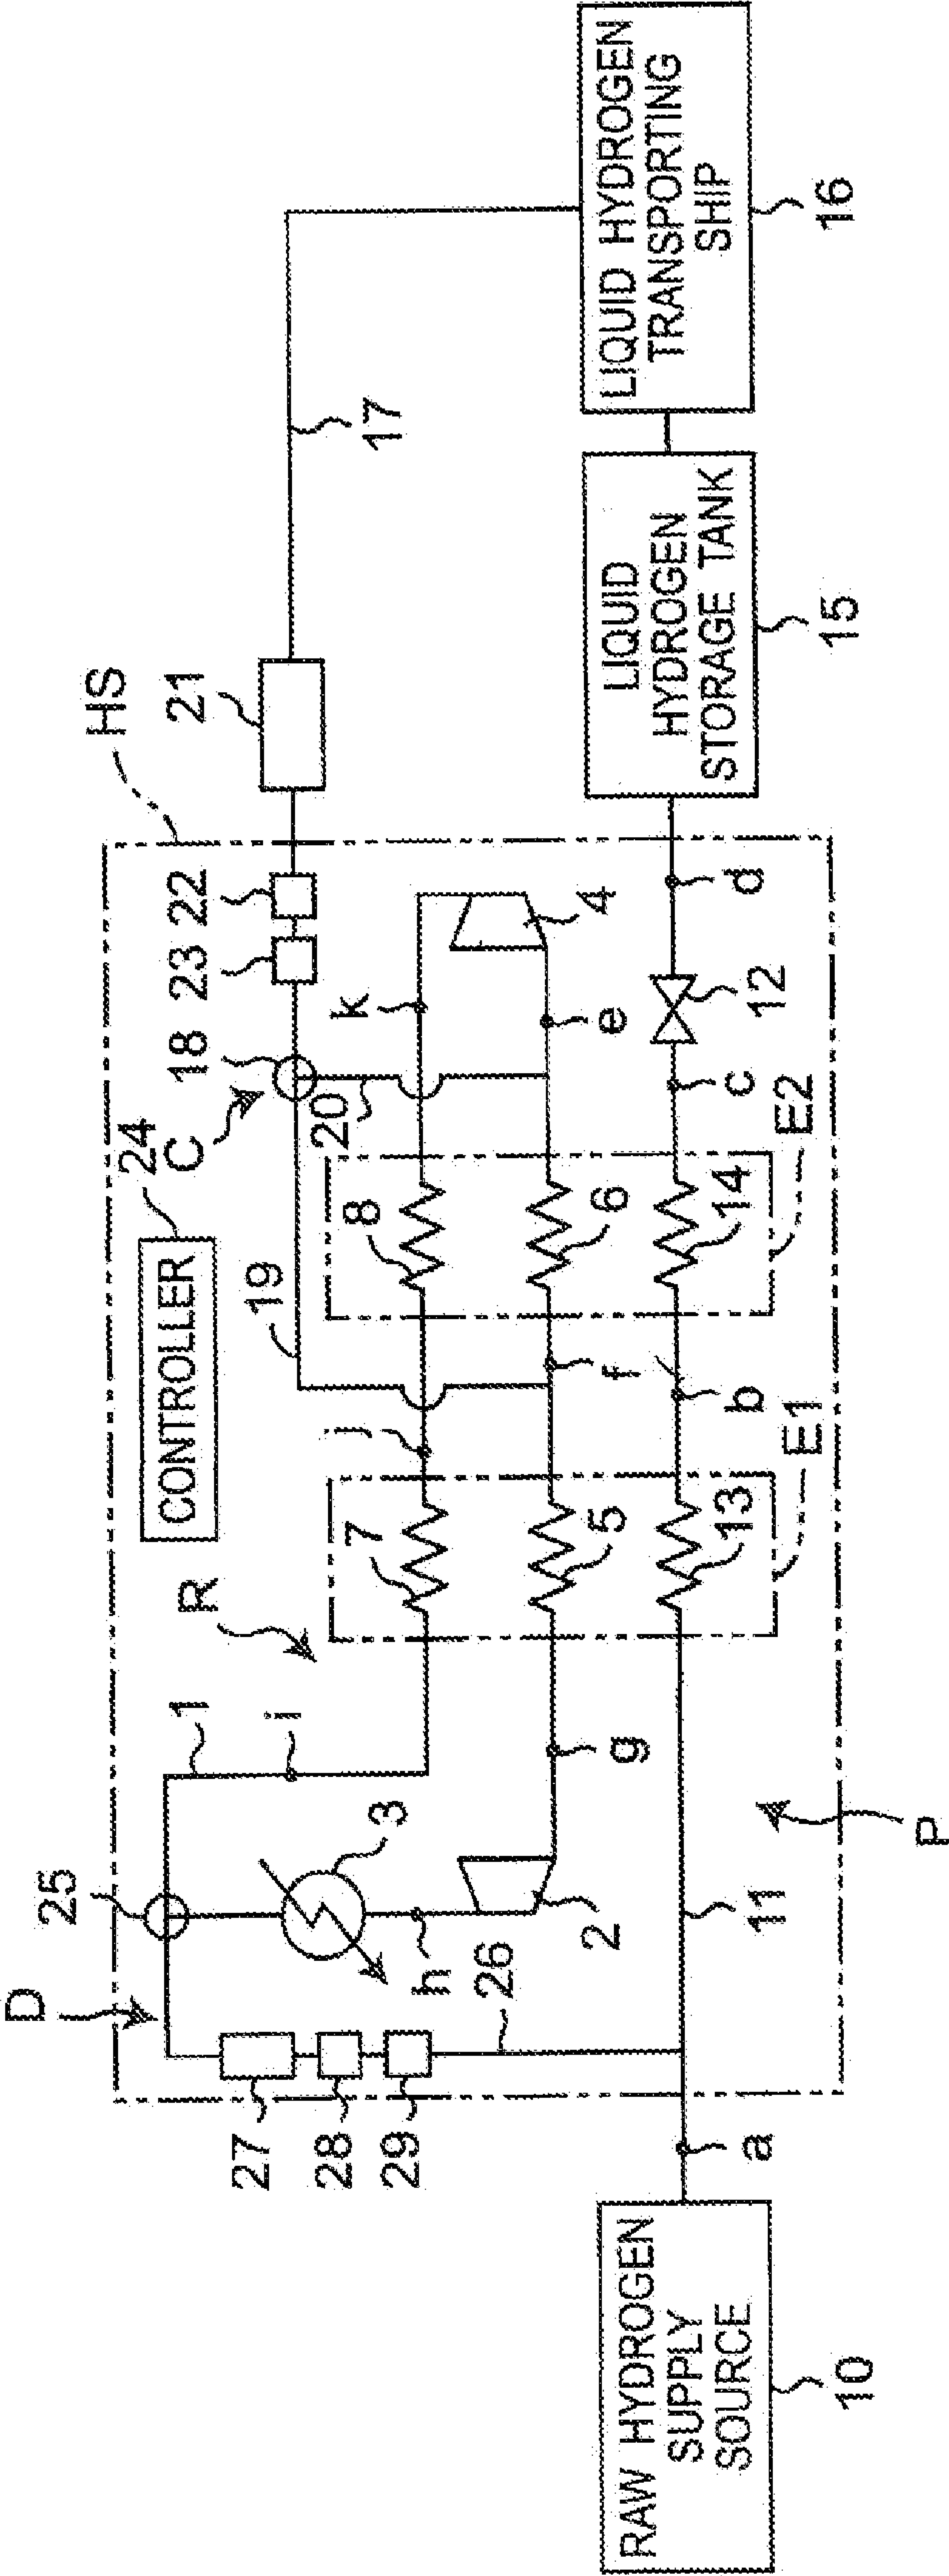 HS
24
CONTROLLER
C
18
23
22
21
17
D
25
1
R
i
3
h
2
g
27
28
29
26
7
j
19
20
8
k
4
5
f
6
e
13
b
14
c
12
d
E1
E2
11
P
a
RAW HYDROGEN
SUPPLY
SOURCE
10
LIQUID
HYDROGEN
STORAGE TANK
15
LIQUID HYDROGEN
TRANSPORTING
SHIP
16